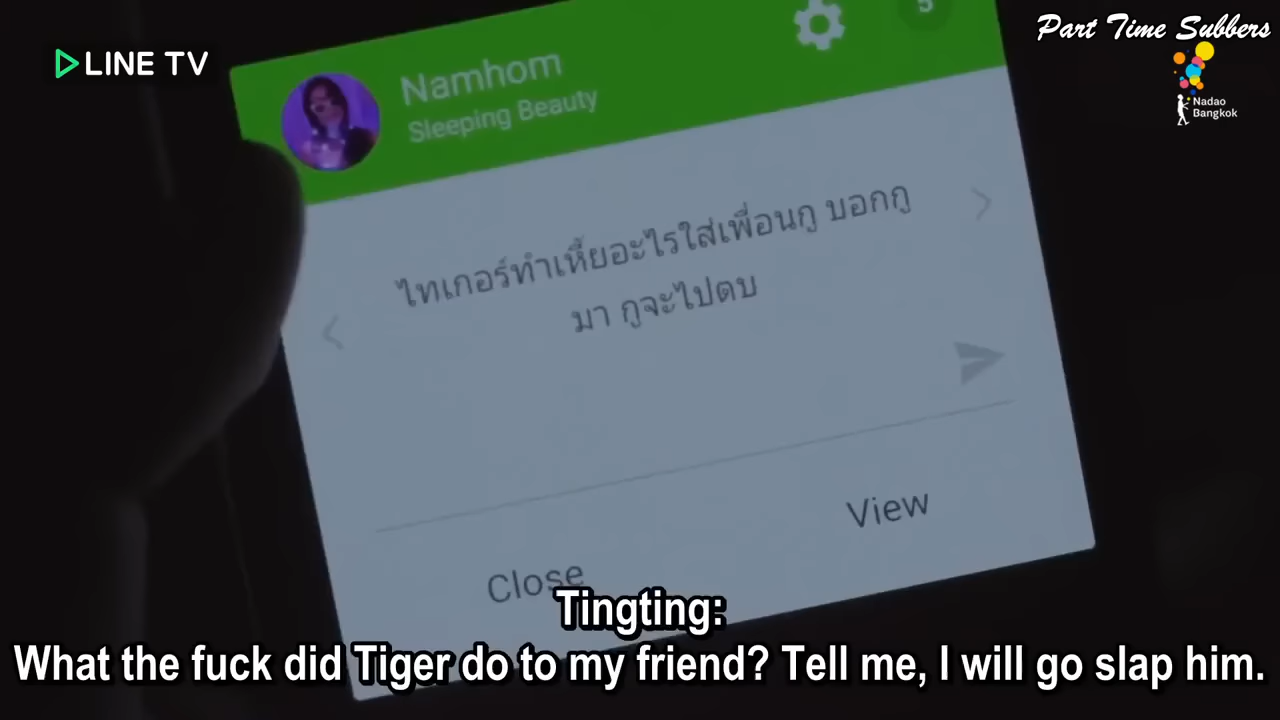 LINE TV
Part Time Subbers
Nadao
Bangkok
5
Namhom
Sleeping Beauty
ไทเกอร์ทำเหี้ยอะไรใส่เพื่อนกู บอกกู
มา กูจะไปตบ
View
Close
Tingting:
What the fuck did Tiger do to my friend? Tell me, I will go slap him.